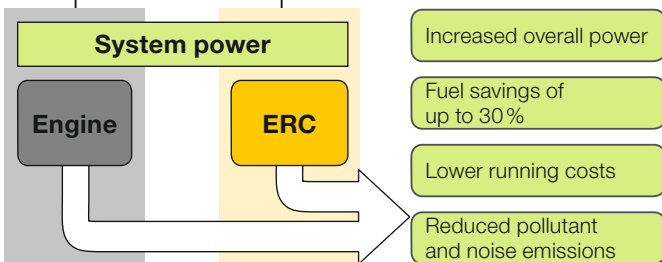 System power
Engine
ERC
Increased overall power
Fuel savings of
up to 30 %
Lower running costs
Reduced pollutant
and noise emissions